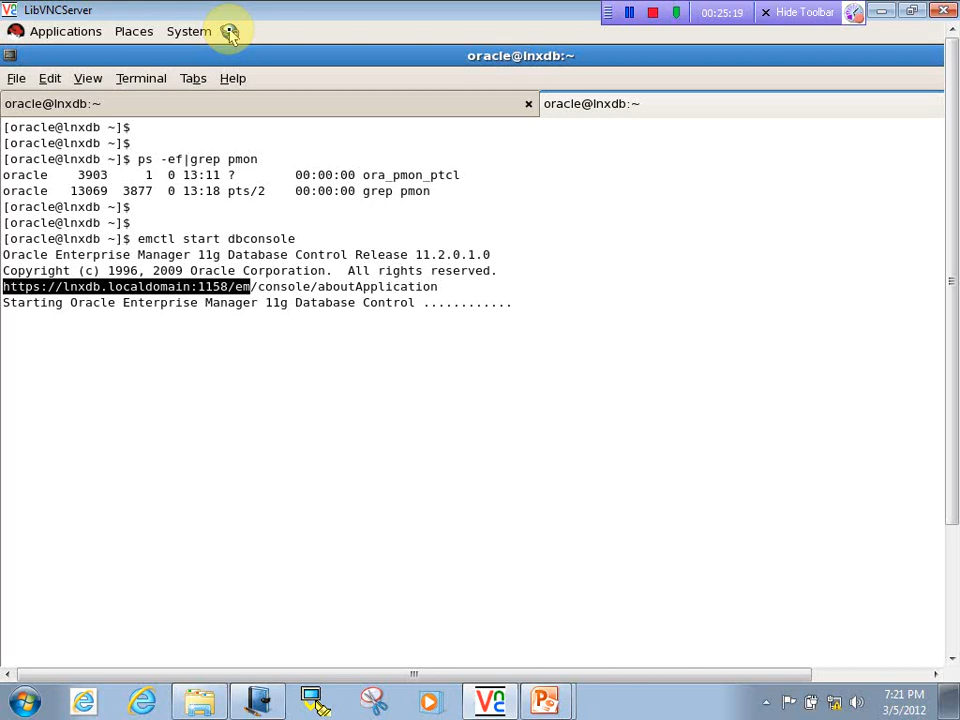 LibVNCServer
00:25:19
Hide Toolbar
Applications Places System
oracle@lnxdb:~
File Edit View Terminal Tabs Help
oracle@lnxdb:~
oracle@lnxdb:~
[oracle@lnxdb ~]$
[oracle@lnxdb ~]$
[oracle@lnxdb ~]$ ps -ef|grep pmon
oracle 3903 1 0 13:11 ? 00:00:00 ora_pmon_ptcl
oracle 13069 3877 0 13:18 pts/2 00:00:00 grep pmon
[oracle@lnxdb ~]$
[oracle@lnxdb ~]$
[oracle@lnxdb ~]$ emctl start dbconsole
Oracle Enterprise Manager 11g Database Control Release 11.2.0.1.0
Copyright (c) 1996, 2009 Oracle Corporation. All rights reserved.
https://lnxdb.localdomain:1158/em/console/aboutApplication
Starting Oracle Enterprise Manager 11g Database Control ............
7:21 PM
3/5/2012